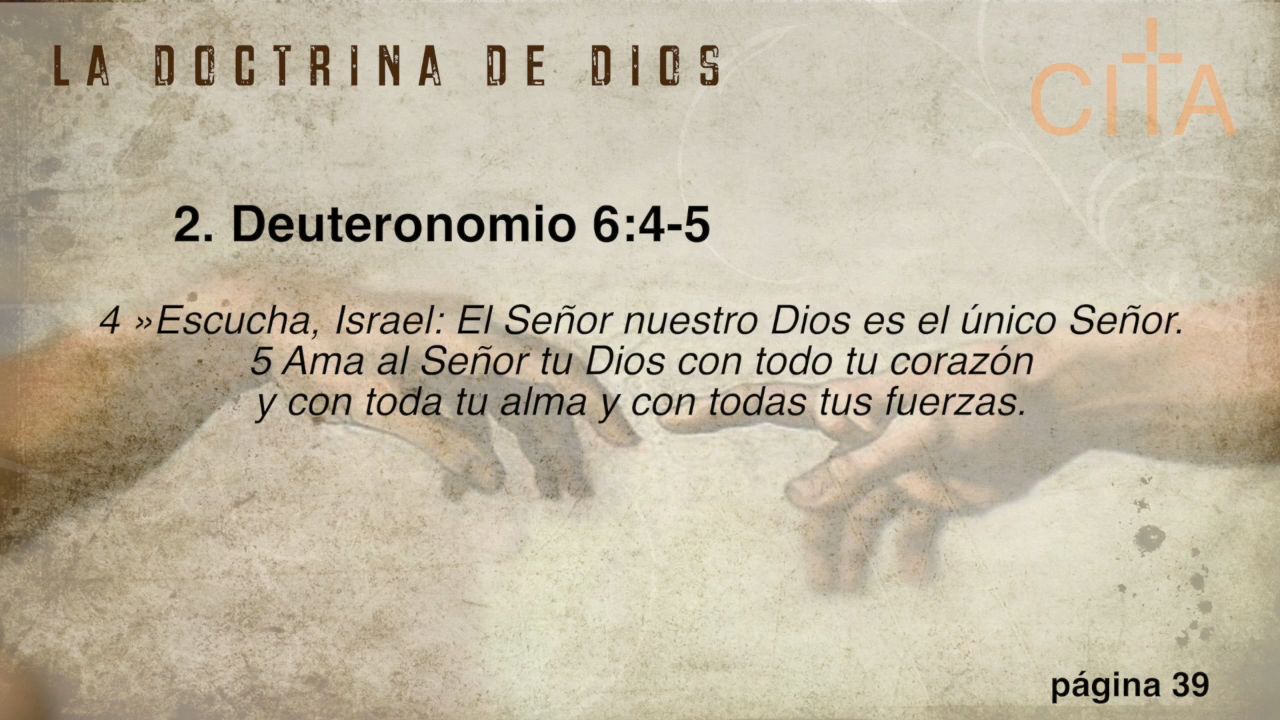 LA DOCTRINA DE DIOS
CITA
2. Deuteronomio 6:4-5
4 »Escucha, Israel: El Señor nuestro Dios es el único Señor.
5 Ama al Señor tu Dios con todo tu corazón
y con toda tu alma y con todas tus fuerzas.
página 39